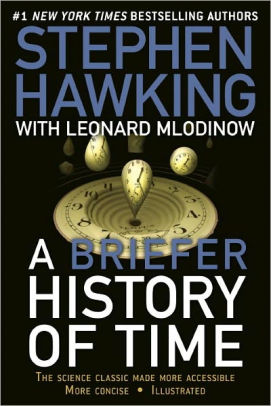 #1 NEW YORK TIMES BESTSELLING AUTHORS
STEPHEN
HAWKING
WITH LEONARD MLODINOW
A BRIEFER
HISTORY
OF TIME
THE SCIENCE CLASSIC MADE MORE ACCESSIBLE
MORE CONCISE • ILLUSTRATED